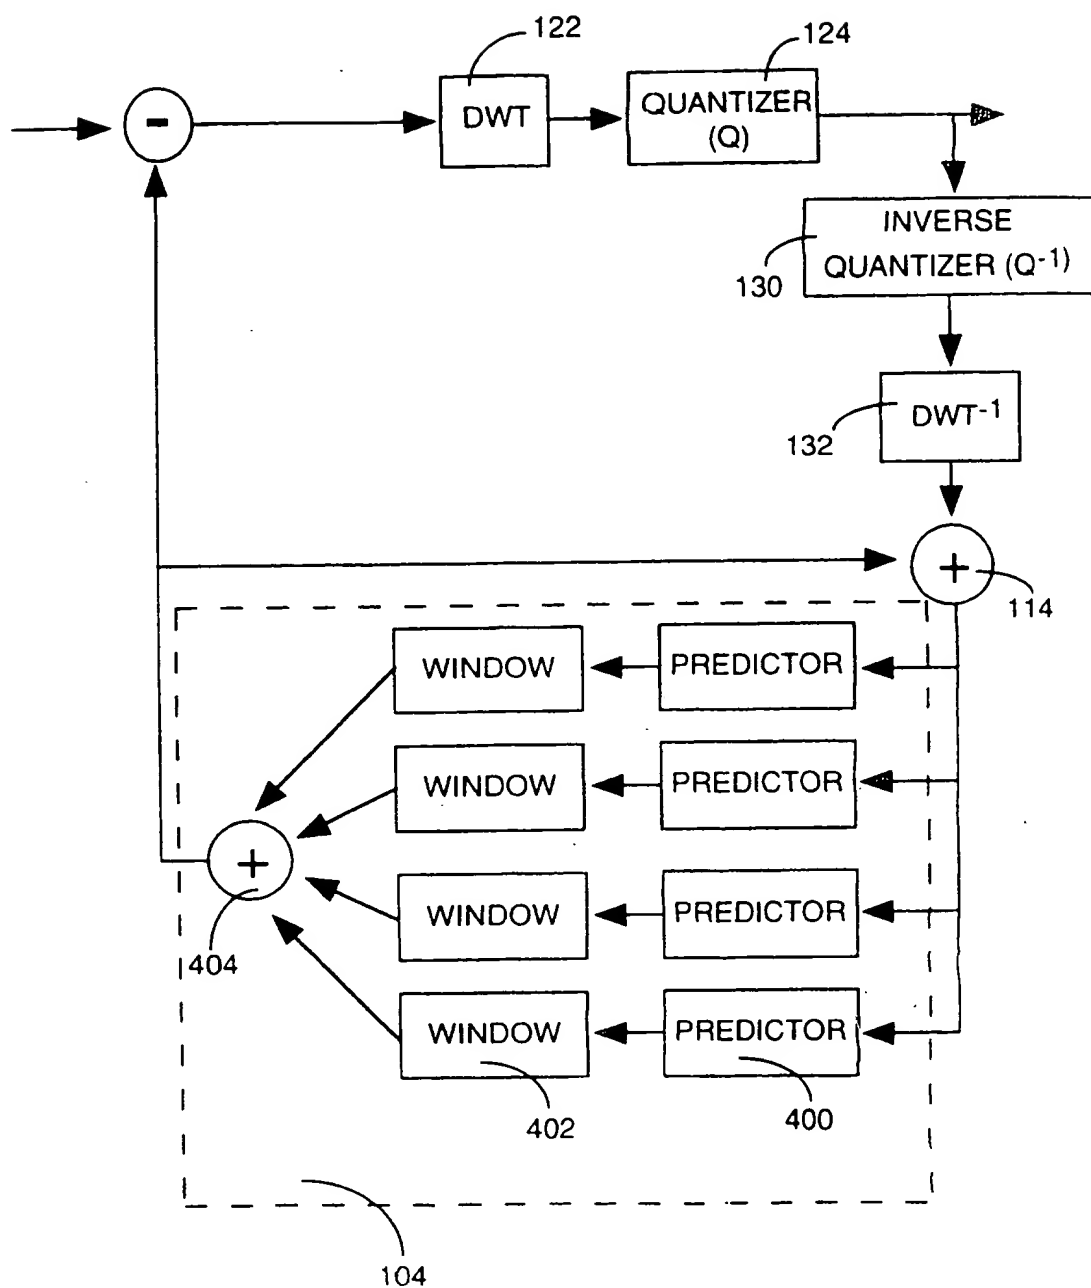 122
124
-
DWT
QUANTIZER
(Q)
INVERSE
QUANTIZER (Q-1)
130
DWT-1
132
+
114
WINDOW
PREDICTOR
WINDOW
PREDICTOR
+
WINDOW
PREDICTOR
404
WINDOW
PREDICTOR
402
400
104